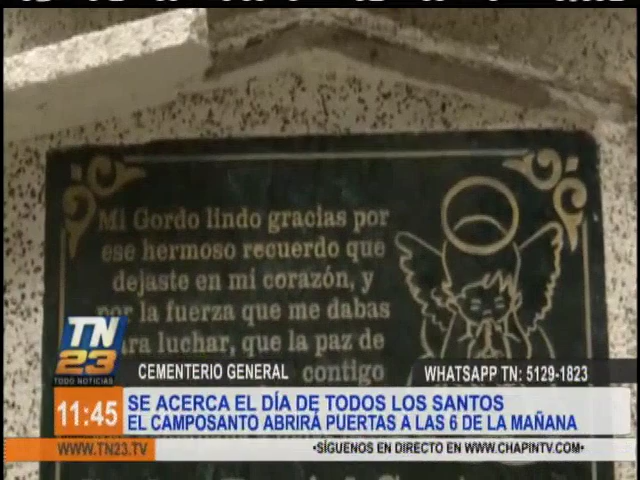 Mi Gordo lindo gracias por
ese hermoso recuerdo que
dejaste en mi corazón, y
por la fuerza que me dabas
para luchar, que la paz de
contigo
TN
23
TODO NOTICIAS
CEMENTERIO GENERAL
WHATSAPP TN: 5129-1823
11:45
SE ACERCA EL DÍA DE TODOS LOS SANTOS
EL CAMPOSANTO ABRIRÁ PUERTAS A LAS 6 DE LA MAÑANA
WWW.TN23.TV
•SÍGUENOS EN DIRECTO EN WWW.CHAPINTV.COM•